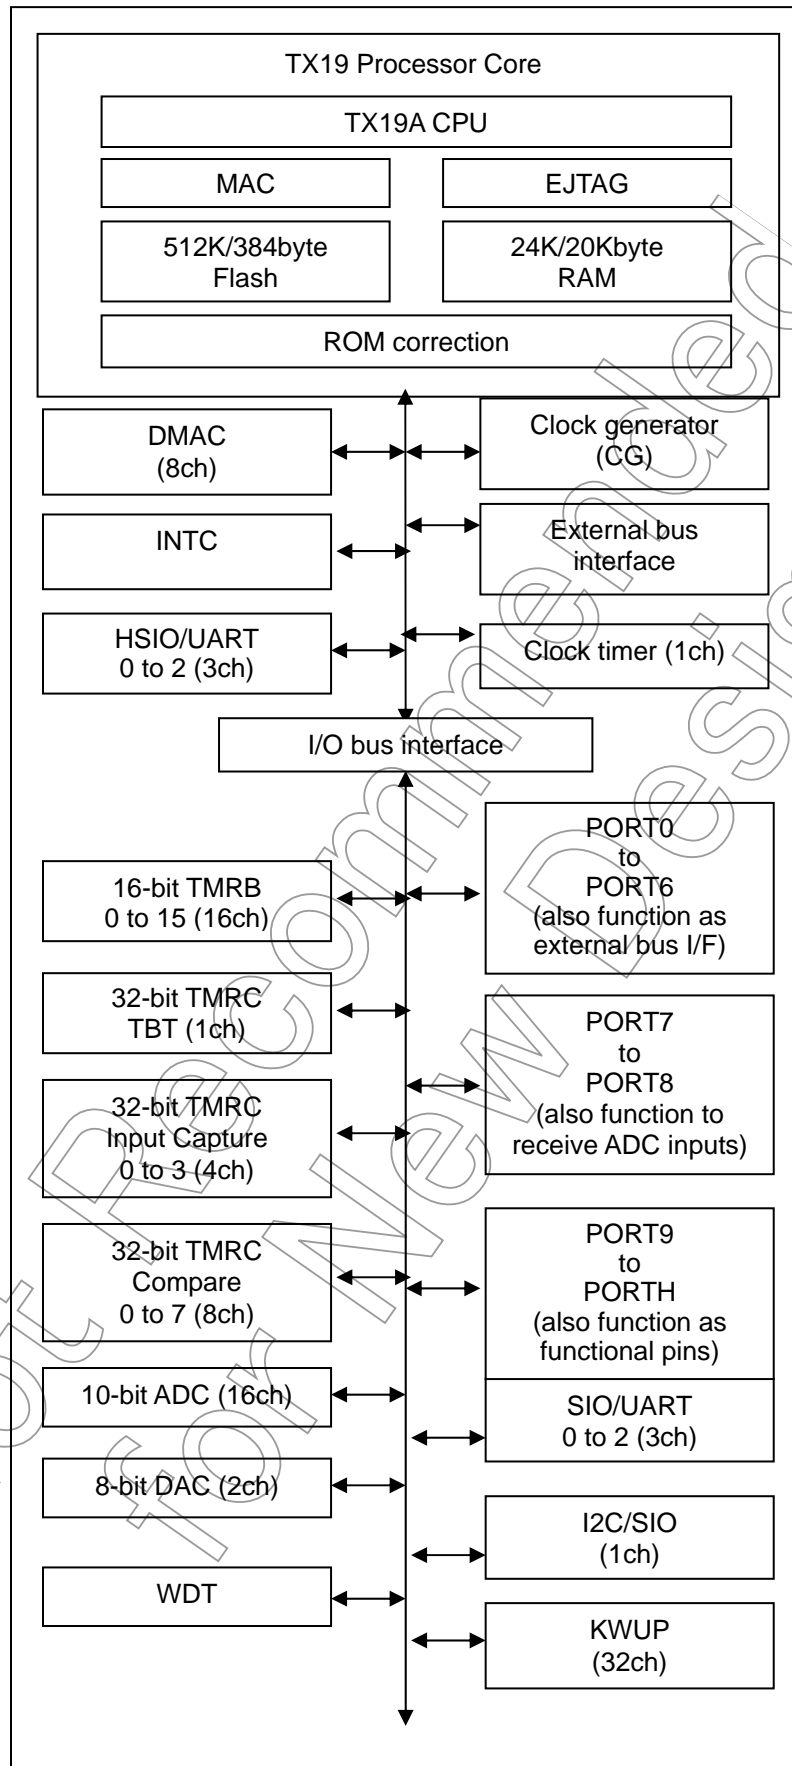 TX19 Processor Core
TX19A CPU
MAC
EJTAG
512K/384byte
Flash
24K/20Kbyte
RAM
ROM correction
DMAC
(8ch)
Clock generator
(CG)
INTC
External bus
interface
HSIO/UART
0 to 2 (3ch)
Clock timer (1ch)
I/O bus interface
16-bit TMRB
0 to 15 (16ch)
PORT0
to
PORT6
(also function as
external bus I/F)
32-bit TMRC
TBT (1ch)
PORT7
to
PORT8
(also function to
receive ADC inputs)
32-bit TMRC
Input Capture
0 to 3 (4ch)
32-bit TMRC
Compare
0 to 7 (8ch)
PORT9
to
PORTH
(also function as
functional pins)
10-bit ADC (16ch)
SIO/UART
0 to 2 (3ch)
8-bit DAC (2ch)
I2C/SIO
(1ch)
WDT
KWUP
(32ch)
Recommended
for New